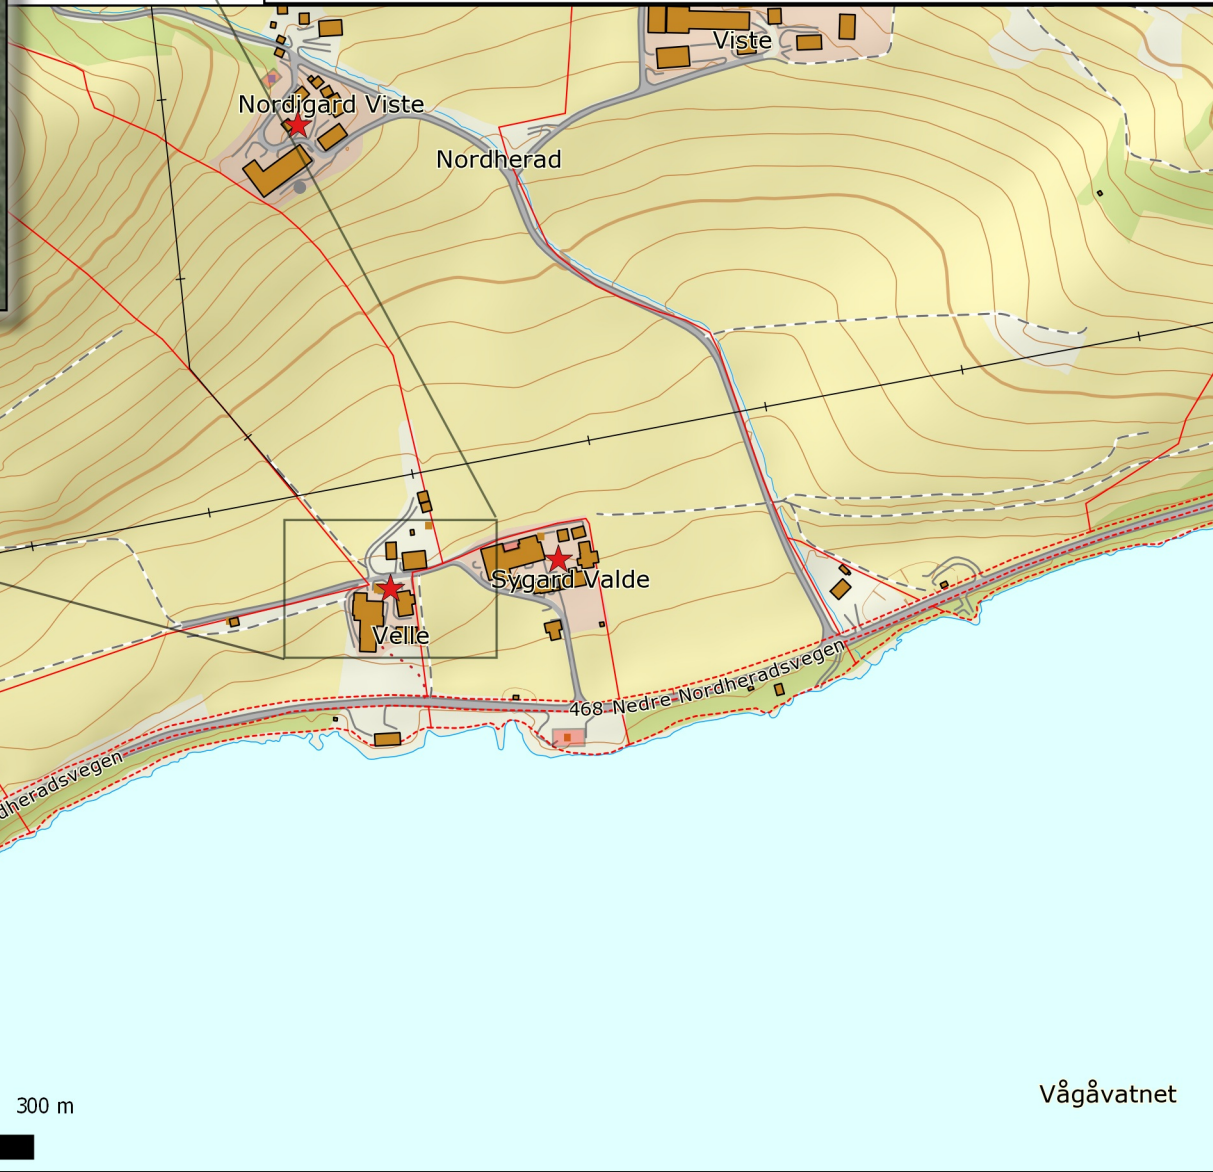 Viste
Nordigard Viste
Nordherad
Sygard Valde
Velle
468 Nedre Nordheradsvegen
dheradsvegen
Vågåvatnet
300 m